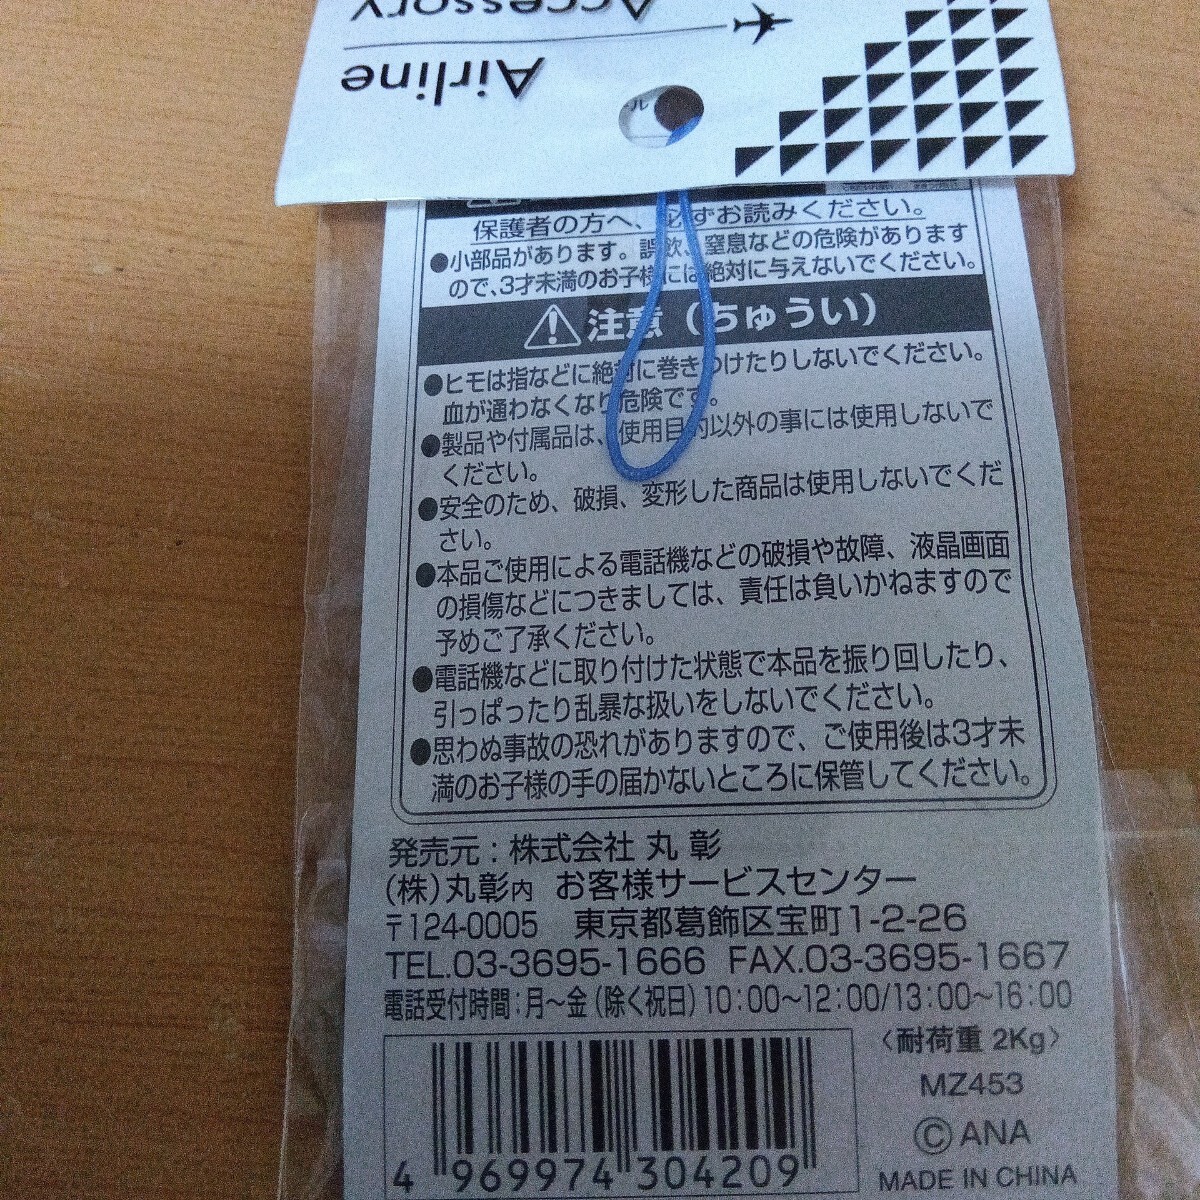 Accessory
Airline
保護者の方へ、必ずお読みください。
●小部品があります。誤飲、窒息などの危険があります
ので、3才未満のお子様には絶対に与えないでください。
注意(ちゅうい)
●ヒモは指などに絶対に巻きつけたりしないでください。
血が通わなくなり危険です。
●製品や付属品は、使用目的以外の事には使用しないで
ください。
●安全のため、破損、変形した商品は使用しないでくだ
さい。
●本品ご使用による電話機などの破損や故障、液晶画面
の損傷などにつきましては、責任は負いかねますので
予めご了承ください。
●電話機などに取り付けた状態で本品を振り回したり、
引っぱったり乱暴な扱いをしないでください。
●思わぬ事故の恐れがありますので、ご使用後は3才未
満のお子様の手の届かないところに保管してください。
発売元:株式会社 丸 彰
(株)丸彰内 お客様サービスセンター
〒124-0005 東京都葛飾区宝町1-2-26
TEL.03-3695-1666 FAX.03-3695-1667
電話受付時間:月〜金(除く祝日)10:00〜12:00/13:00〜16:00
〈耐荷重 2Kg〉
MZ453
© ANA
MADE IN CHINA
4 969974 304209